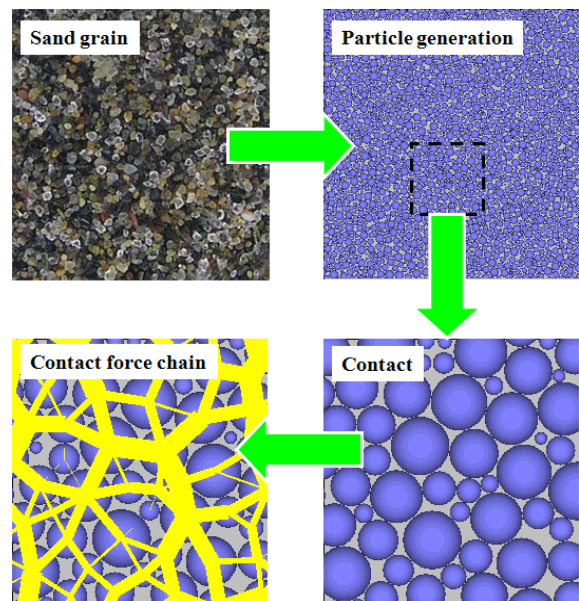 Sand grain
Particle generation
Contact force chain
Contact